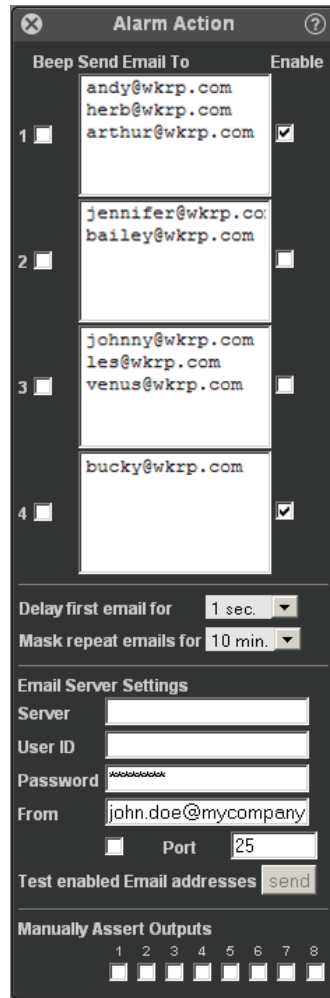 Alarm Action ?
Beep Send Email To Enable
andy@wkrp.com
herb@wkrp.com
1 arthur@wkrp.com
jennifer@wkrp.co
bailey@wkrp.com
2
johnny@wkrp.com
les@wkrp.com
3 venus@wkrp.com
bucky@wkrp.com
4
Delay first email for 1 sec.
Mask repeat emails for 10 min.
Email Server Settings
Server
User ID
Password *********
From john.doe@mycompany
Port 25
Test enabled Email addresses send
Manually Assert Outputs
1 2 3 4 5 6 7 8